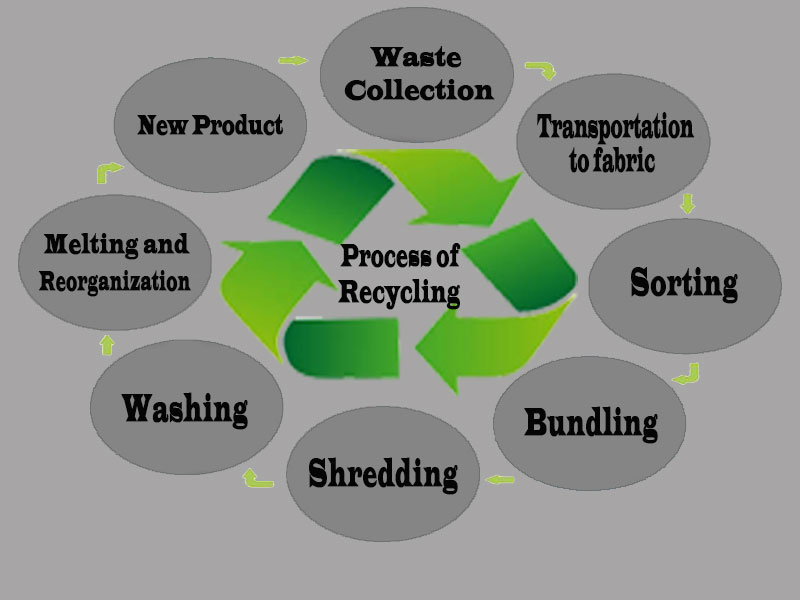 Waste
Collection
Transportation
to fabric
Sorting
Bundling
Shredding
Washing
Melting and
Reorganization
New Product
Process of
Recycling